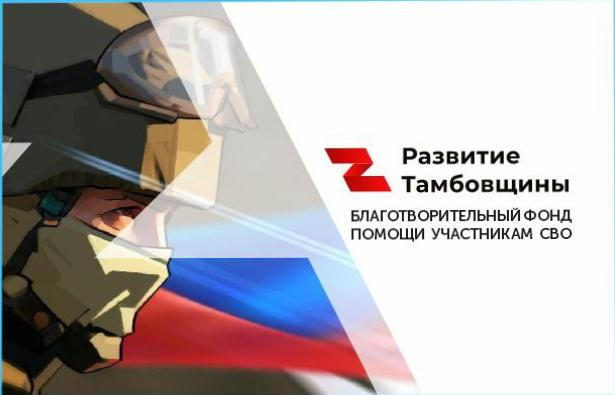 Развитие
Тамбовщины
БЛАГОТВОРИТЕЛЬНЫЙ ФОНД
ПОМОЩИ УЧАСТНИКАМ СВО